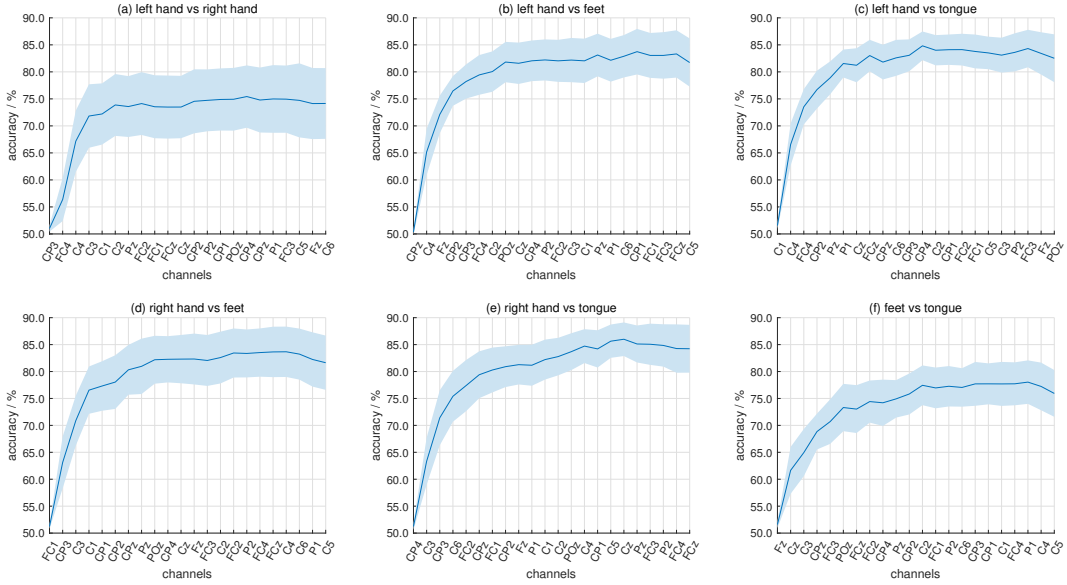 (a) left hand vs right hand
90.0
85.0
80.0
75.0
70.0
65.0
60.0
55.0
50.0
accuracy / %
CP3 FC4 C4 C3 C1 C2 Pz FC2 FC1 FCz Cz CP2 P2 CP1 POz CP4 CPz P1 FC3 C5 Fz C6
channels
(b) left hand vs feet
90.0
85.0
80.0
75.0
70.0
65.0
60.0
55.0
50.0
accuracy / %
CPz C4 Fz CP2 CP3 FC4 C2 POz Cz CP4 P2 FC2 C3 C1 Pz P1 C6 CP1 FC1 FC3 FCz C5
channels
(c) left hand vs tongue
90.0
85.0
80.0
75.0
70.0
65.0
60.0
55.0
50.0
accuracy / %
C1 C4 FC4 CP2 Pz P1 Cz FCz CPz C6 CP3 CP4 C2 CP1 FC2 FC1 C5 C3 P2 FC3 Fz POz
channels
(d) right hand vs feet
90.0
85.0
80.0
75.0
70.0
65.0
60.0
55.0
50.0
accuracy / %
FC1 CP3 C3 C1 CP1 CP2 CPz Pz POz CP4 Cz Fz FC3 C2 FC2 P2 FC4 FCz C4 C6 P1 C5
channels
(e) right hand vs tongue
90.0
85.0
80.0
75.0
70.0
65.0
60.0
55.0
50.0
accuracy / %
CP4 C3 CP3 C6 FC2 CPz FC1 CP2 Fz P1 C1 C2 POz C4 CP1 C5 Cz Pz FC3 P2 FC4 FCz
channels
(f) feet vs tongue
90.0
85.0
80.0
75.0
70.0
65.0
60.0
55.0
50.0
accuracy / %
Fz Cz C3 CPz FC3 POz FCz FC2 CP4 Pz CP2 C2 FC1 P2 C6 CP3 CP1 C1 FC4 P1 C4 C5
channels